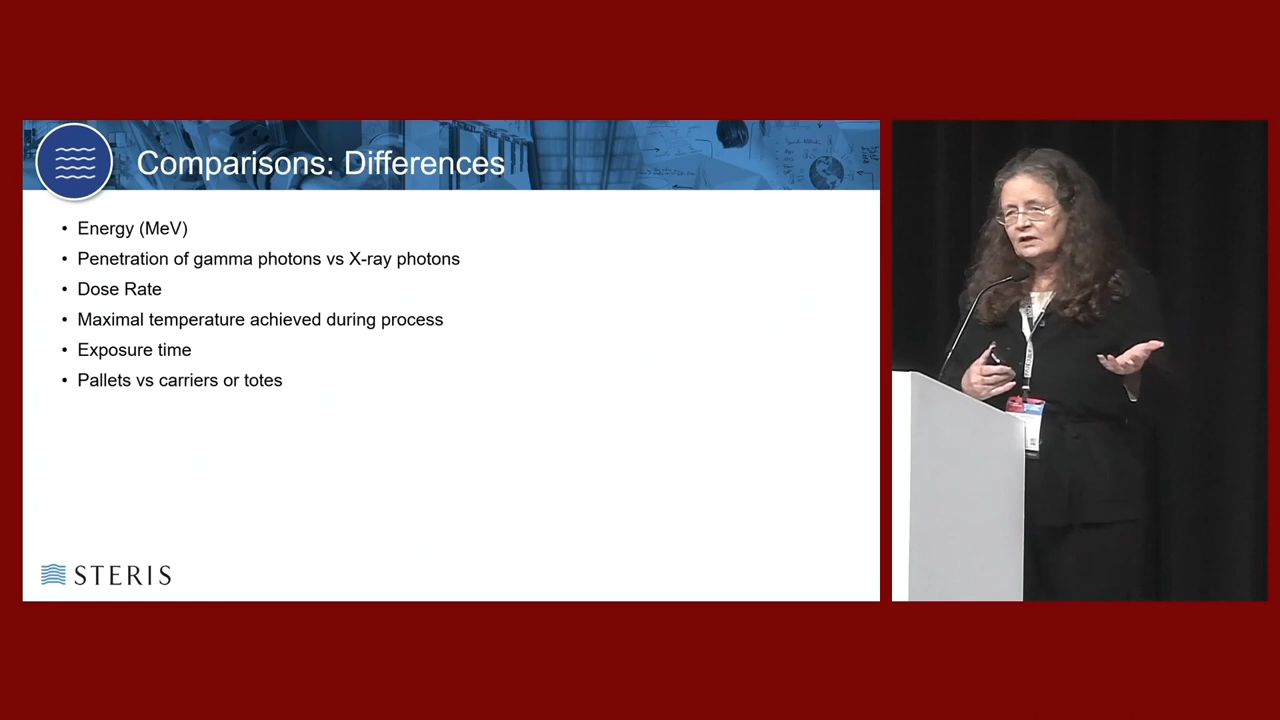 Comparisons: Differences
• Energy (MeV)
• Penetration of gamma photons vs X-ray photons
• Dose Rate
• Maximal temperature achieved during process
• Exposure time
• Pallets vs carriers or totes
STERIS